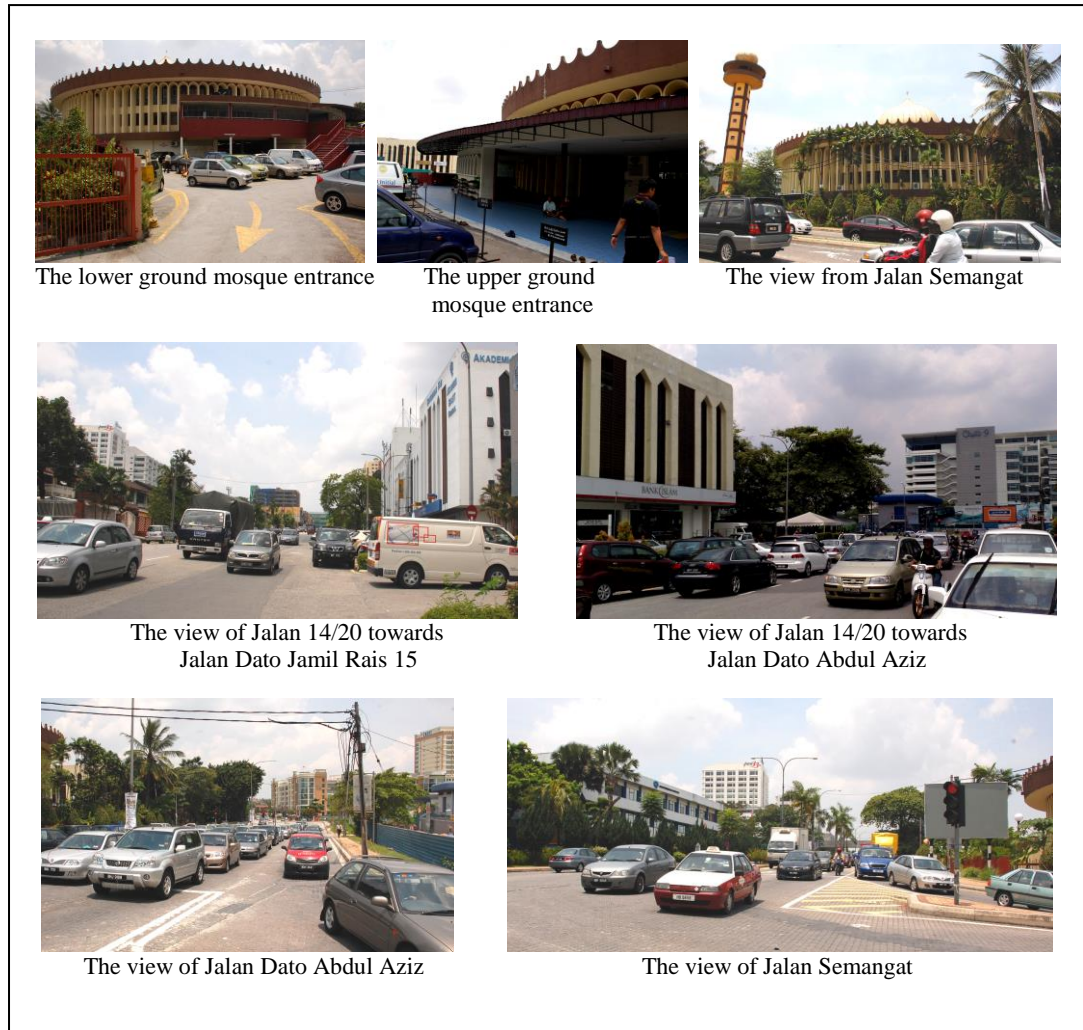 The lower ground mosque entrance
The upper ground
mosque entrance
The view from Jalan Semangat
AKADEMI
BANK ISLAM
The view of Jalan 14/20 towards
Jalan Dato Jamil Rais 15
The view of Jalan 14/20 towards
Jalan Dato Abdul Aziz
The view of Jalan Dato Abdul Aziz
The view of Jalan Semangat